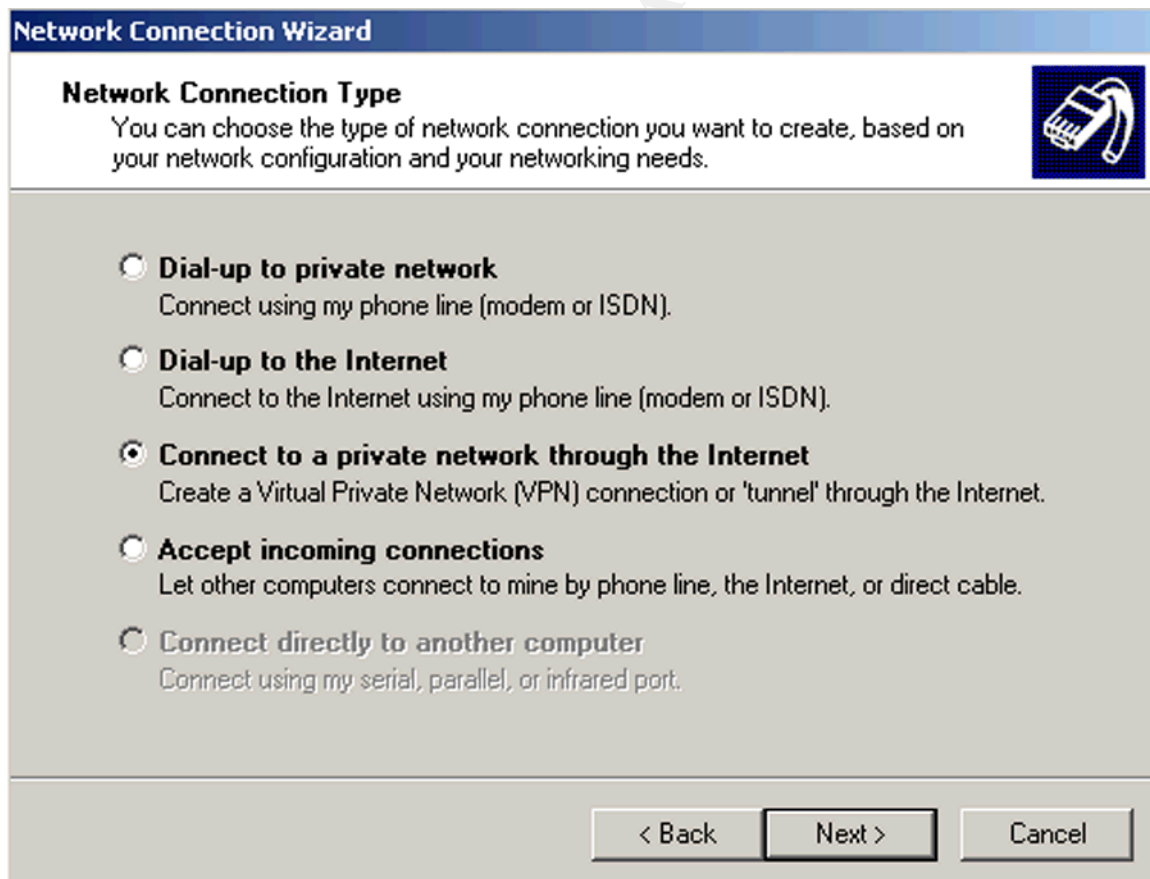 Network Connection Wizard
Network Connection Type
You can choose the type of network connection you want to create, based on
your network configuration and your networking needs.
Dial-up to private network
Connect using my phone line (modem or ISDN).
Dial-up to the Internet
Connect to the Internet using my phone line (modem or ISDN).
Connect to a private network through the Internet
Create a Virtual Private Network (VPN) connection or 'tunnel' through the Internet.
Accept incoming connections
Let other computers connect to mine by phone line, the Internet, or direct cable.
Connect directly to another computer
Connect using my serial, parallel, or infrared port.
< Back Next > Cancel